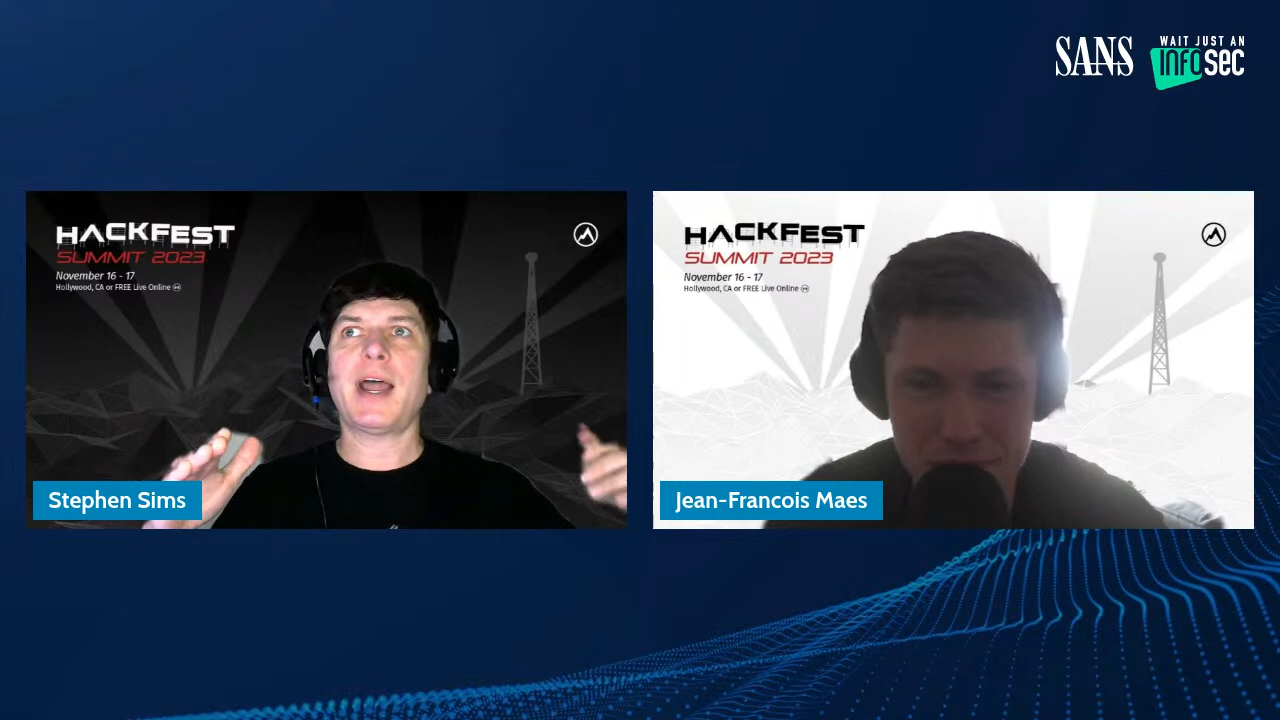 SANS
WAIT JUST AN
INFOSEC
HACKFEST
SUMMIT 2023
November 16 - 17
Hollywood, CA or FREE Live Online
Stephen Sims
HACKFEST
SUMMIT 2023
November 16 - 17
Hollywood, CA or FREE Live Online
Jean-Francois Maes